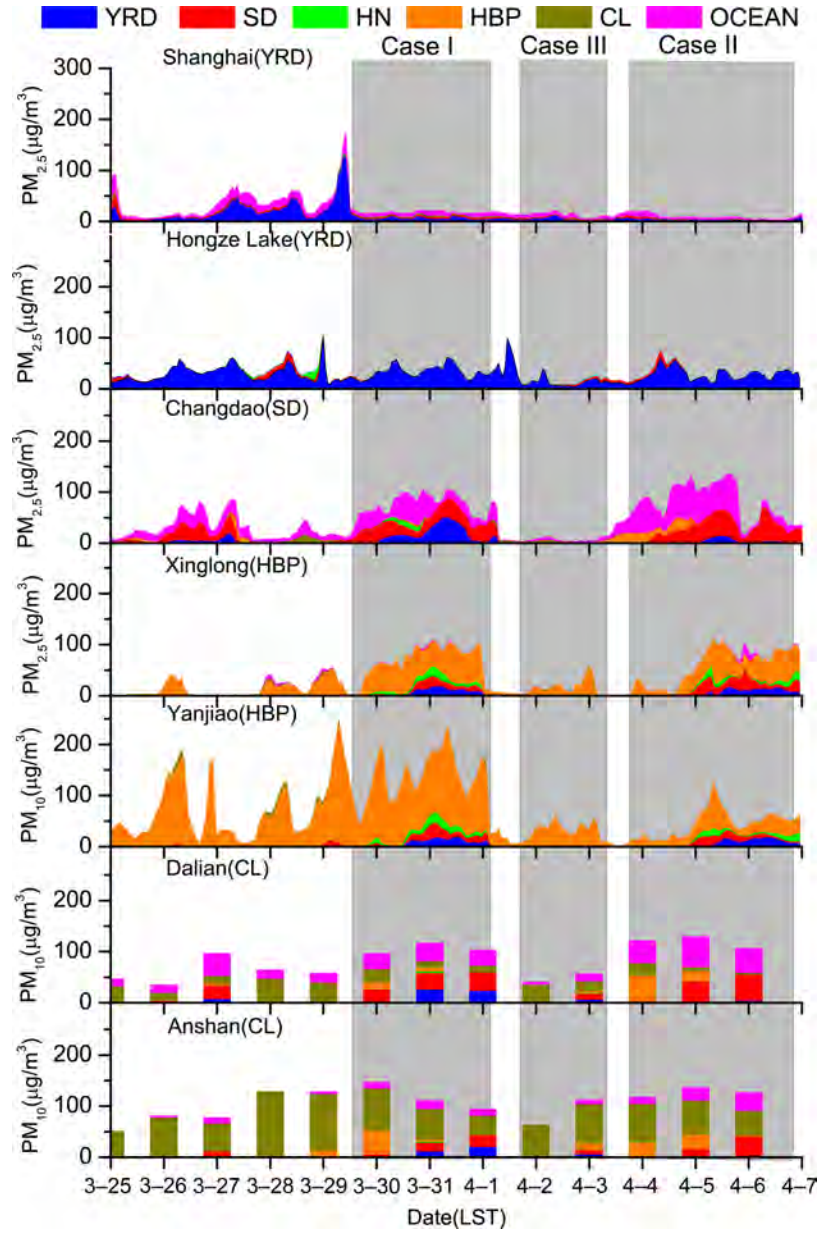 YRD SD HN HBP CL OCEAN
Case I Case III Case II
Shanghai(YRD)
300
200
100
0
PM2.5(μg/m³)
Hongze Lake(YRD)
200
100
0
PM2.5(μg/m³)
Changdao(SD)
200
100
0
PM2.5(μg/m³)
Xinglong(HBP)
200
100
0
PM2.5(μg/m³)
Yanjiao(HBP)
200
100
0
PM10(μg/m³)
Dalian(CL)
200
100
0
PM10(μg/m³)
Anshan(CL)
200
100
0
PM10(μg/m³)
3–25 3–26 3–27 3–28 3–29 3–30 3–31 4–1 4–2 4–3 4–4 4–5 4–6 4–7
Date(LST)